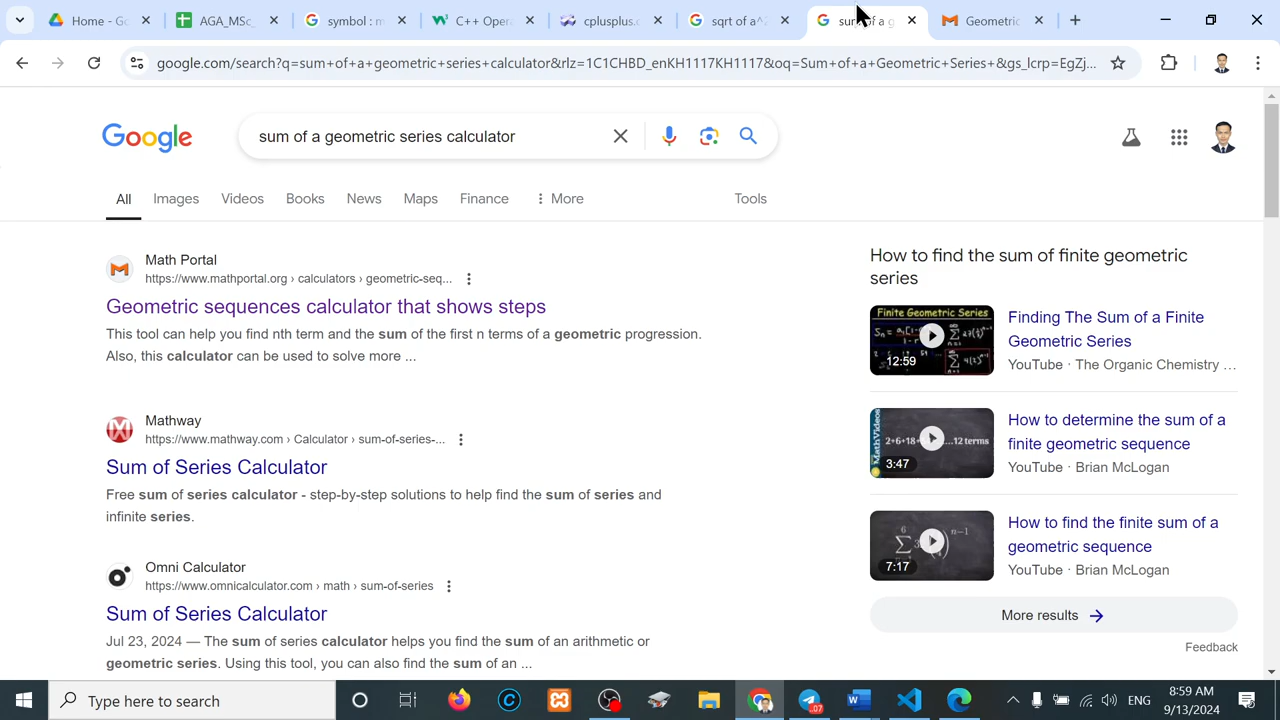 Home - Go
AGA_MSc_
symbol : m
C++ Oper
cplusplus.c
sqrt of a^2
sum of a g
Geometric
google.com/search?q=sum+of+a+geometric+series+calculator&rlz=1C1CHBD_enKH1117KH1117&oq=Sum+of+a+Geometric+Series+&gs_lcrp=EgZj...
Google
sum of a geometric series calculator
All
Images
Videos
Books
News
Maps
Finance
More
Tools
Math Portal
https://www.mathportal.org › calculators › geometric-seq...
Geometric sequences calculator that shows steps
This tool can help you find nth term and the sum of the first n terms of a geometric progression.
Also, this calculator can be used to solve more ...
Mathway
https://www.mathway.com › Calculator › sum-of-series-...
Sum of Series Calculator
Free sum of series calculator - step-by-step solutions to help find the sum of series and
infinite series.
Omni Calculator
https://www.omnicalculator.com › math › sum-of-series
Sum of Series Calculator
Jul 23, 2024 — The sum of series calculator helps you find the sum of an arithmetic or
geometric series. Using this tool, you can also find the sum of an ...
How to find the sum of finite geometric
series
Finite Geometric Series
12:59
Finding The Sum of a Finite
Geometric Series
YouTube · The Organic Chemistry ...
MathVideos
12 terms
3:47
How to determine the sum of a
finite geometric sequence
YouTube · Brian McLogan
7:17
How to find the finite sum of a
geometric sequence
YouTube · Brian McLogan
More results
Feedback
Type here to search
.07
ENG
8:59 AM
9/13/2024